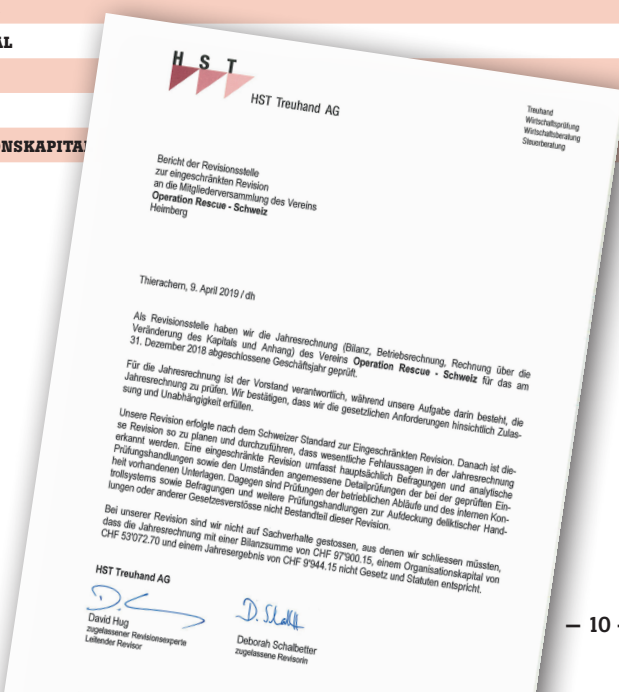 AL
ONSKAPITA
H S T
HST Treuhand AG
Treuhand
Wirtschaftsprüfung
Wirtschaftsberatung
Steuerberatung
Bericht der Revisionsstelle
zur eingeschränkten Revision
an die Mitgliederversammlung des Vereins
Operation Rescue - Schweiz
Heimberg
Thierachern, 9. April 2019 / dh
Als Revisionsstelle haben wir die Jahresrechnung (Bilanz, Betriebsrechnung, Rechnung über die
Veränderung des Kapitals und Anhang) des Vereins Operation Rescue - Schweiz für das am
31. Dezember 2018 abgeschlossene Geschäftsjahr geprüft.
Für die Jahresrechnung ist der Vorstand verantwortlich, während unsere Aufgabe darin besteht, die
Jahresrechnung zu prüfen. Wir bestätigen, dass wir die gesetzlichen Anforderungen hinsichtlich Zulas-
sung und Unabhängigkeit erfüllen.
Unsere Revision erfolgte nach dem Schweizer Standard zur Eingeschränkten Revision. Danach ist die-
se Revision so zu planen und durchzuführen, dass wesentliche Fehlaussagen in der Jahresrechnung
erkannt werden. Eine eingeschränkte Revision umfasst hauptsächlich Befragungen und analytische
Prüfungshandlungen sowie den Umständen angemessene Detailprüfungen der bei der geprüften Ein-
heit vorhandenen Unterlagen. Dagegen sind Prüfungen der betrieblichen Abläufe und des internen Kon-
trollsystems sowie Befragungen und weitere Prüfungshandlungen zur Aufdeckung deliktischer Hand-
lungen oder anderer Gesetzesverstösse nicht Bestandteil dieser Revision.
Bei unserer Revision sind wir nicht auf Sachverhalte gestossen, aus denen wir schliessen müssten,
dass die Jahresrechnung mit einer Bilanzsumme von CHF 97'900.15, einem Organisationskapital von
CHF 53'072.70 und einem Jahresergebnis von CHF 9'944.15 nicht Gesetz und Statuten entspricht.
HST Treuhand AG
David Hug
zugelassener Revisionsexperte
Leitender Revisor
Deborah Schalbetter
zugelassene Revisorin
– 10 -